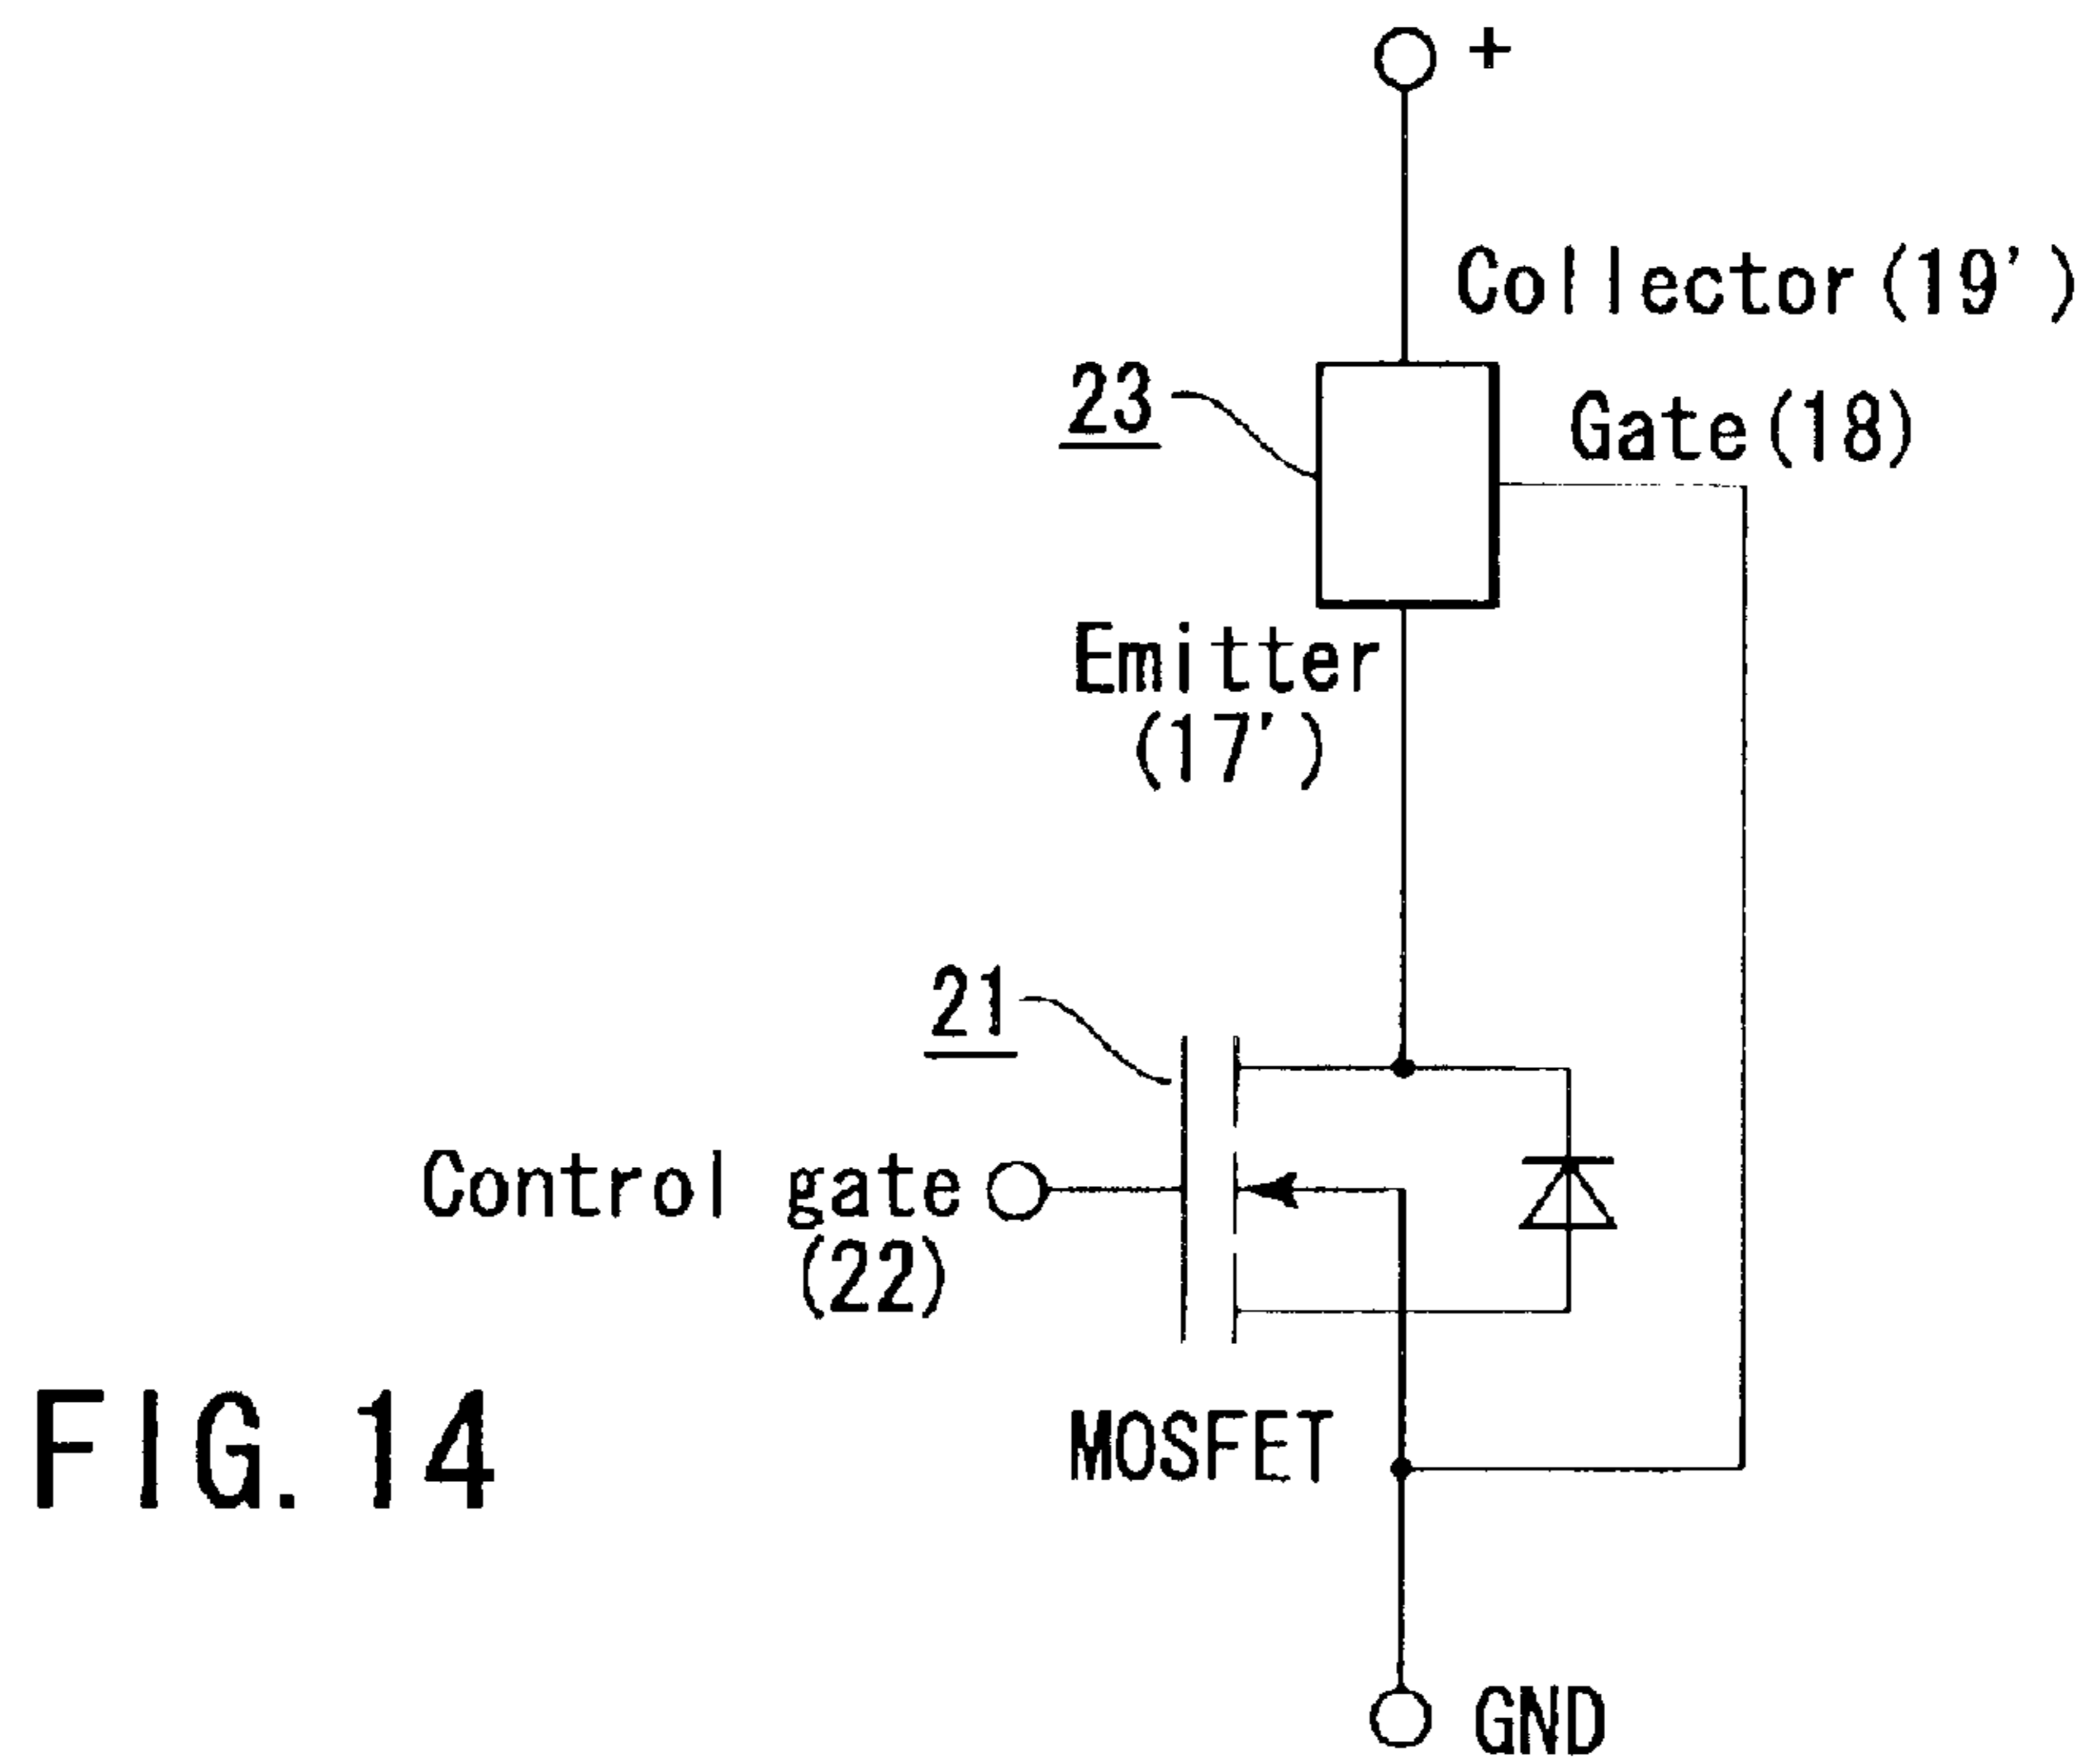 +
Collector(19')
23
Gate(18)
Emitter
(17')
21
Control gate
(22)
MOSFET
FIG. 14
GND